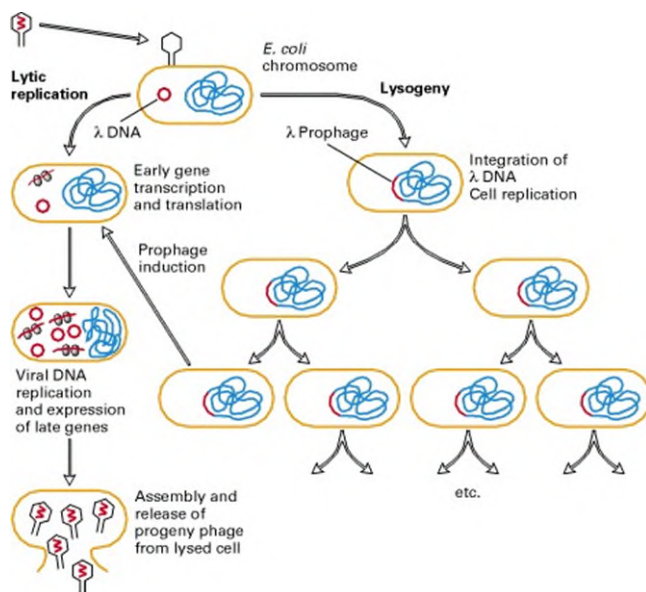 E. coli
chromosome
Lytic
replication
Lysogeny
λ DNA
λ Prophage
Integration of
λ DNA
Cell replication
Early gene
transcription
and translation
Prophage
induction
Viral DNA
replication
and expression
of late genes
etc.
Assembly and
release of
progeny phage
from lysed cell